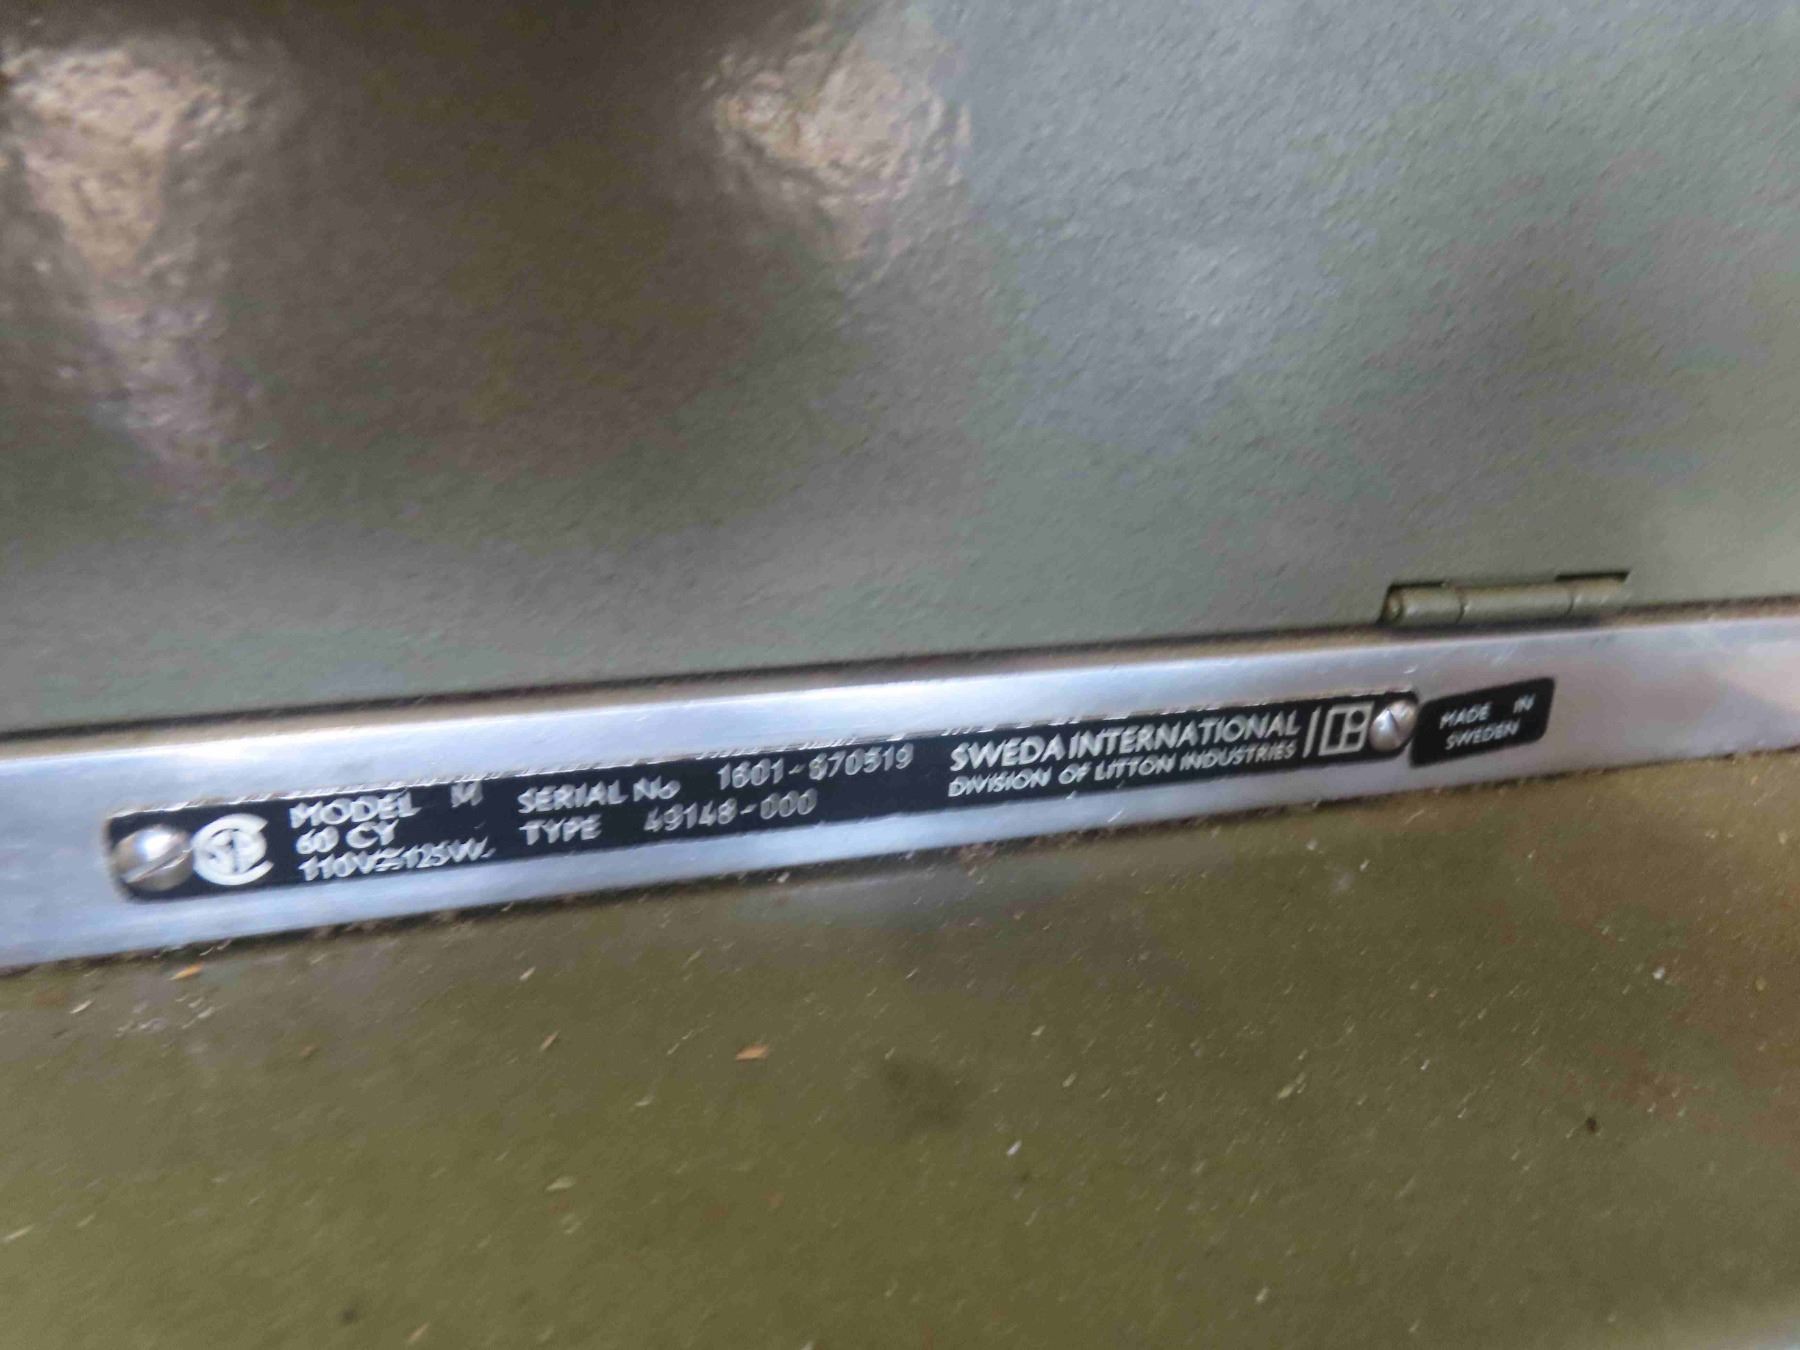 MODEL M
60 CY
110V≂125W.
SERIAL No 1601-870519
TYPE 49148-000
SWEDA INTERNATIONAL
DIVISION OF LITTON INDUSTRIES
MADE IN
SWEDEN